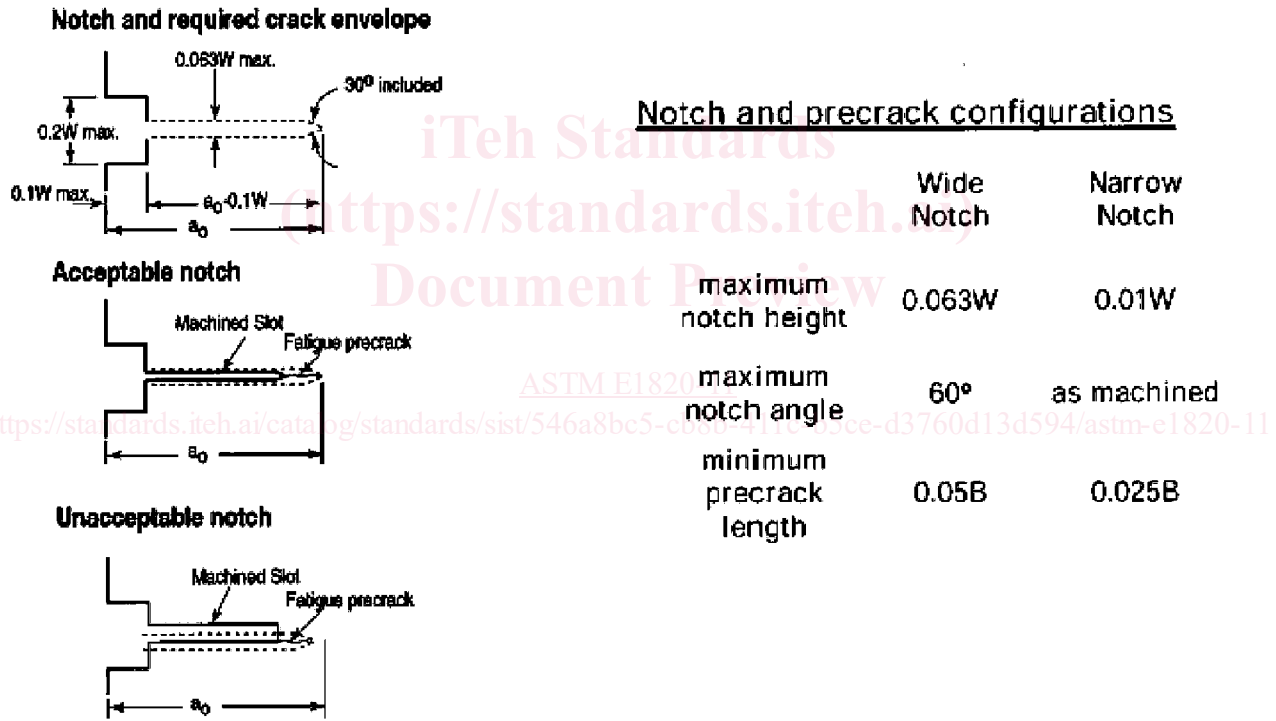 Notch and required crack envelope
0.063W max.
30º included
0.2W max.
0.1W max.
a0-0.1W
a0
Acceptable notch
Machined Slot
Fatigue precrack
a0
Unacceptable notch
Machined Slot
Fatigue precrack
a0
Notch and precrack configurations
Wide Narrow
Notch Notch
maximum
notch height 0.063W 0.01W
maximum
notch angle 60º as machined
minimum
precrack 0.05B 0.025B
length
iTeh Standards
(https://standards.iteh.ai)
Document Preview
ASTM E1820-11